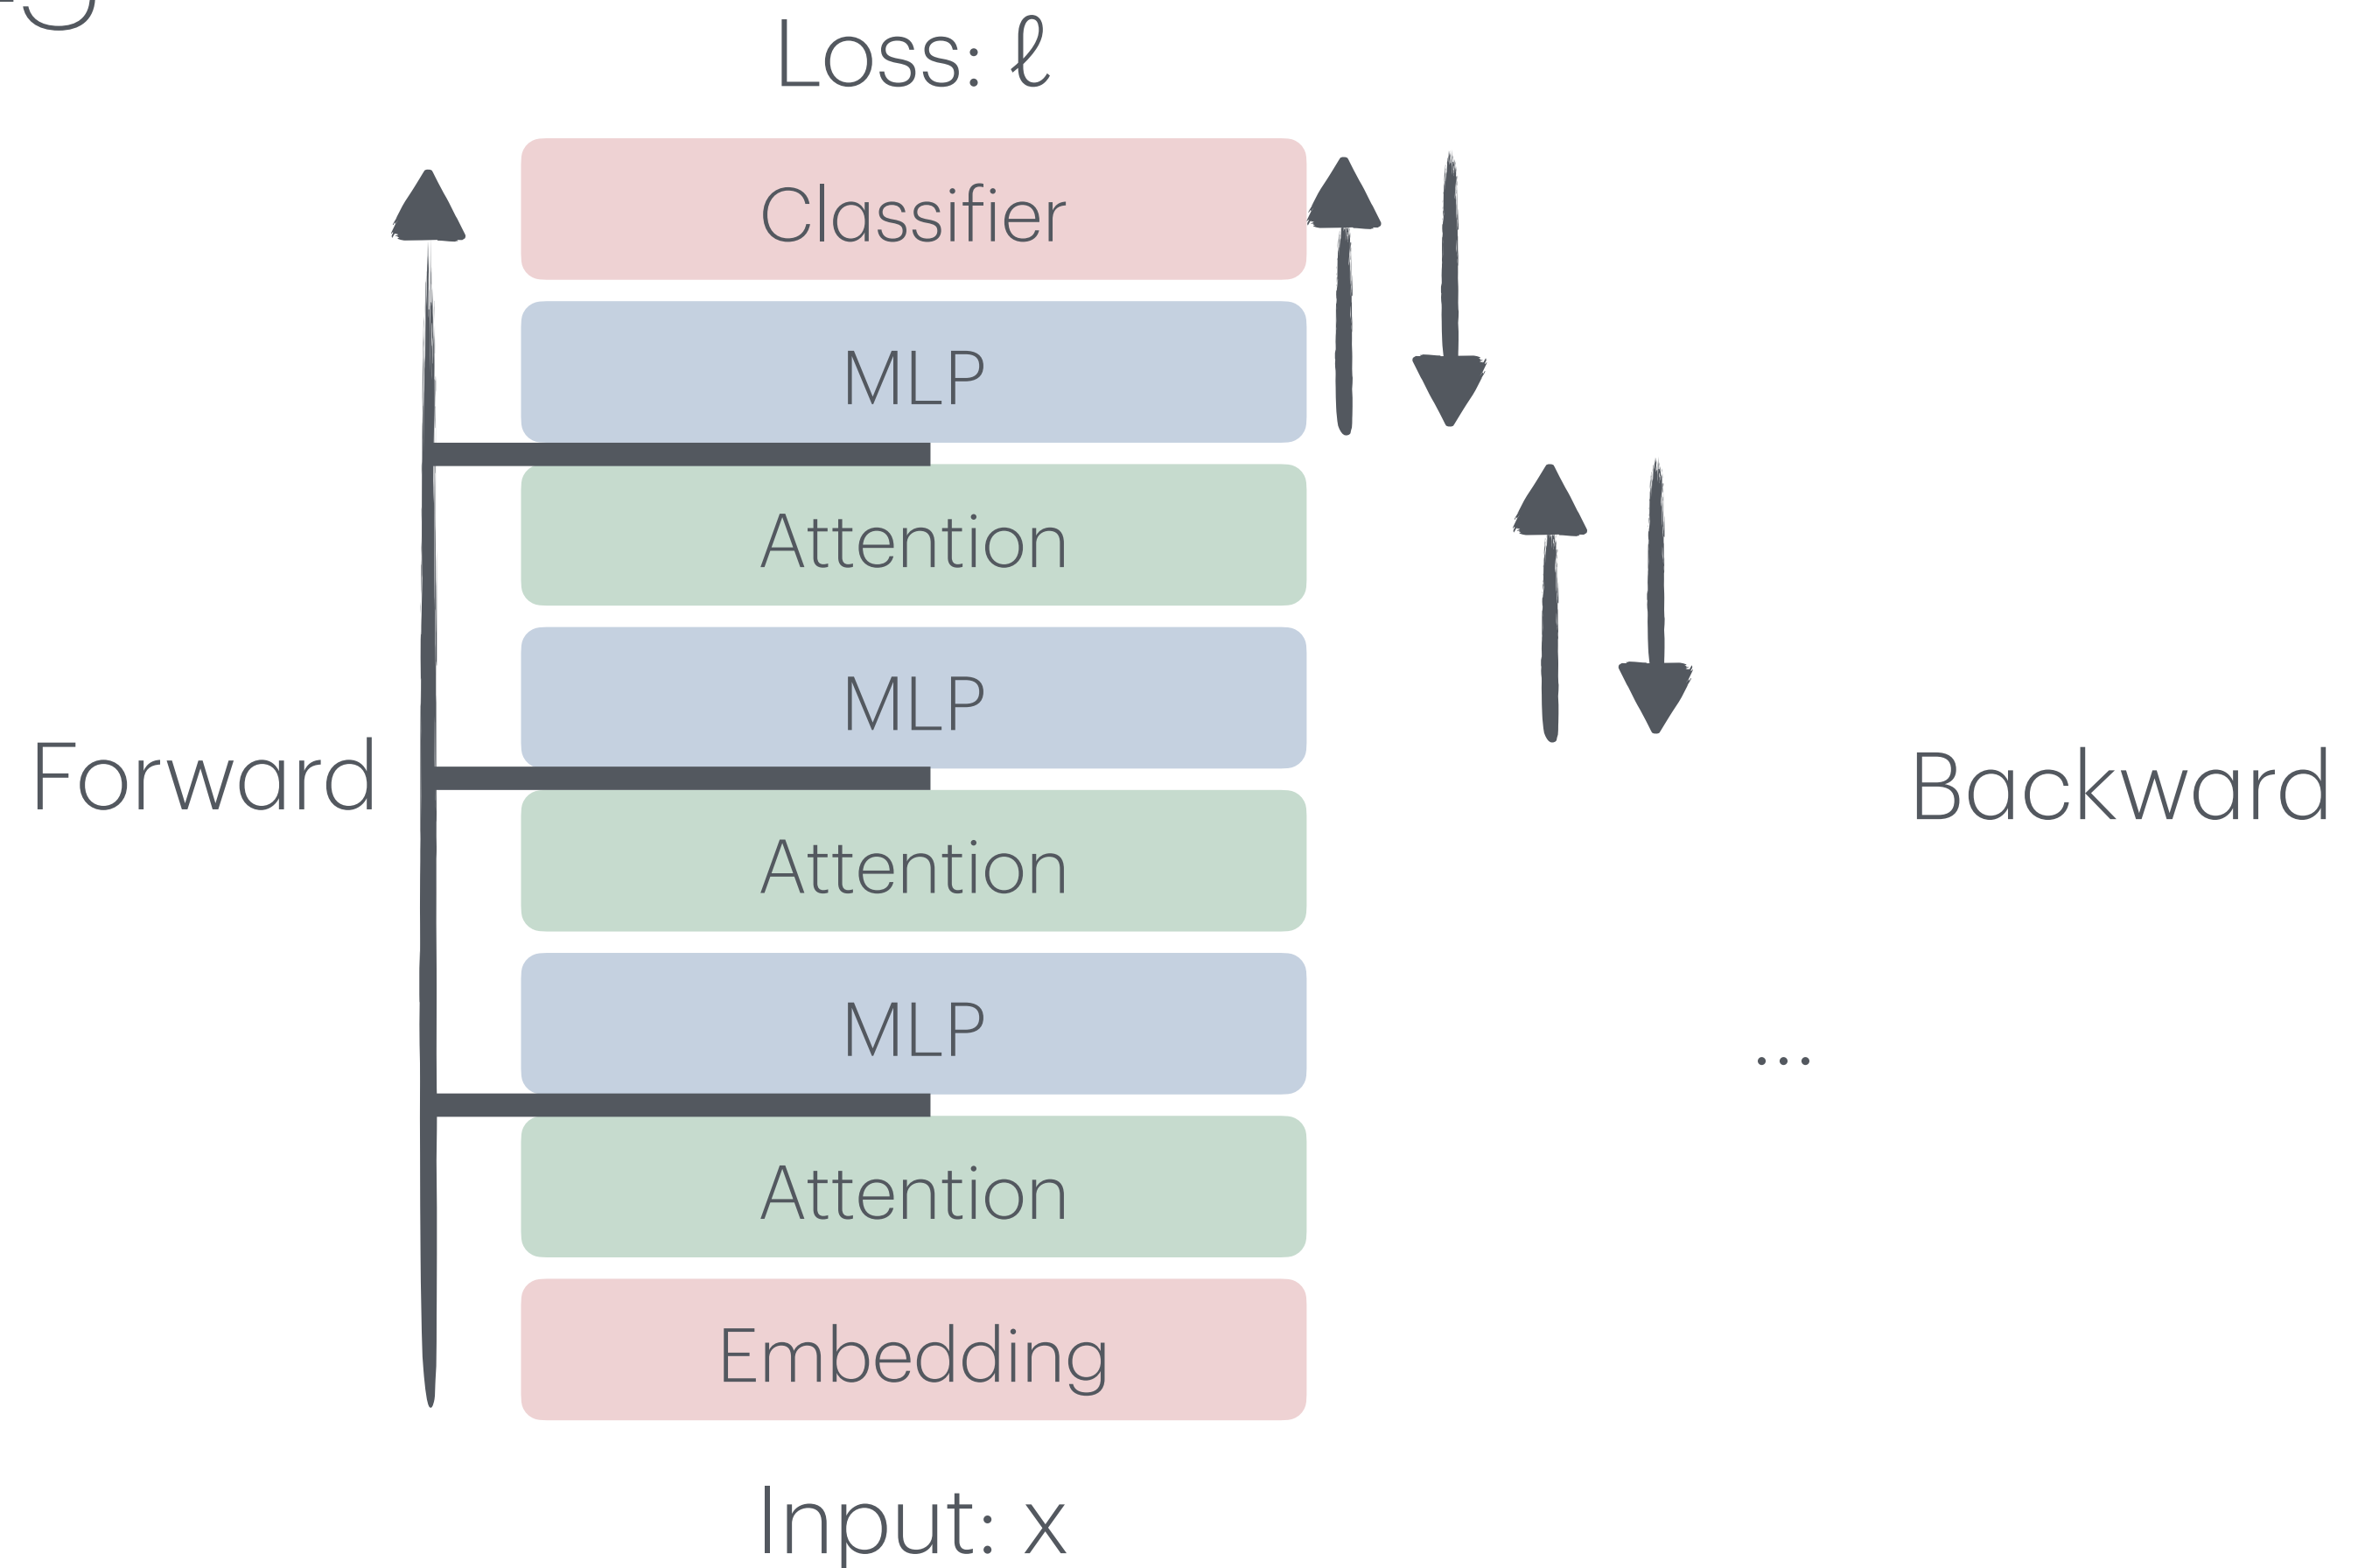 Loss: ℓ
Classifier
MLP
Attention
MLP
Forward
Backward
Attention
MLP
...
Attention
Embedding
Input: x